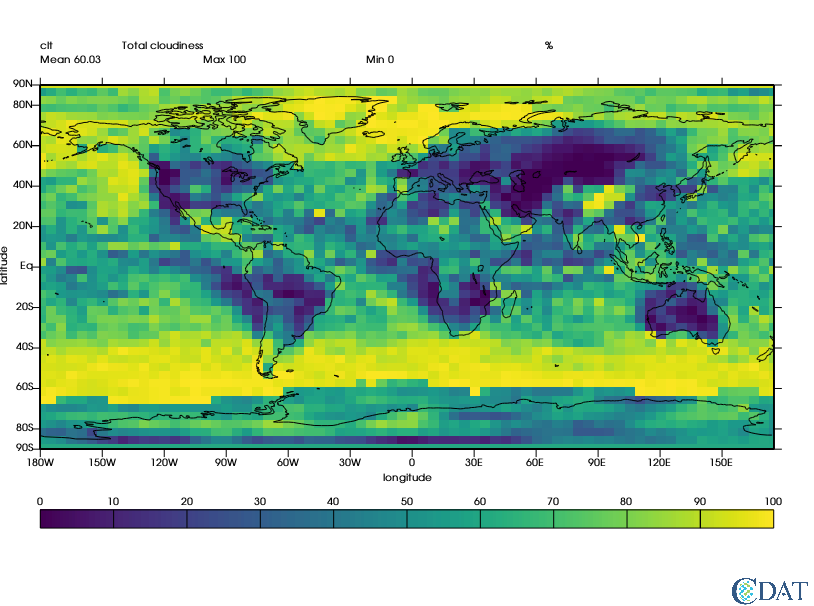 clt Total cloudiness %
Mean 60.03 Max 100 Min 0
90N
80N
60N
40N
20N
Eq
20S
40S
60S
80S
90S
latitude
180W 150W 120W 90W 60W 30W 0 30E 60E 90E 120E 150E
longitude
0 10 20 30 40 50 60 70 80 90 100
CDAT